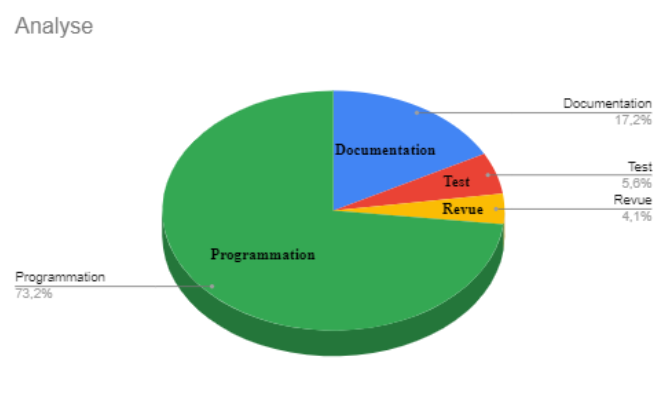 Analyse
Documentation
17,2%
Documentation
Test
5,6%
Test
Revue
4,1%
Revue
Programmation
Programmation
73,2%